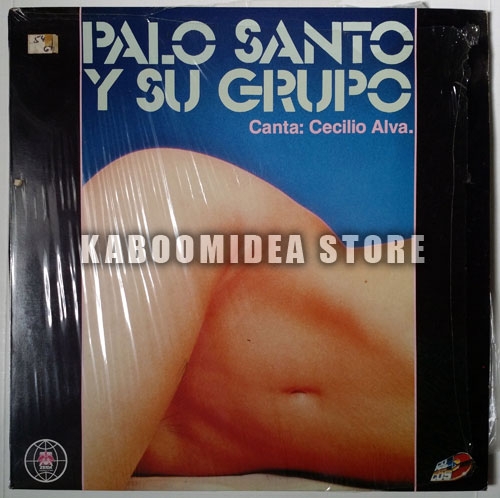 PALO SANTO
Y SU GRUPO
Canta: Cecilio Alva.
KABOOMIDEA STORE